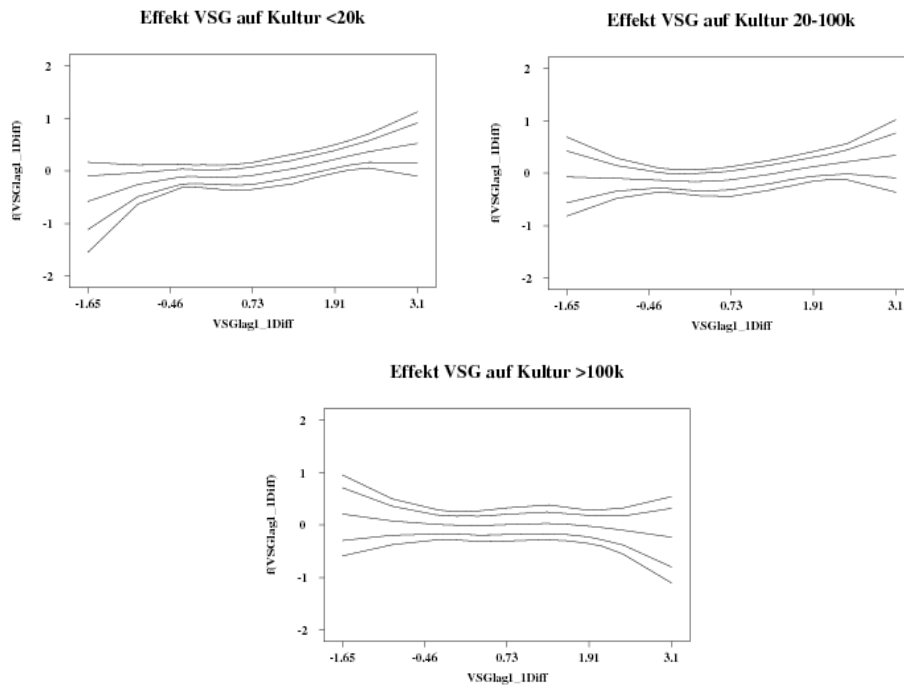 Effekt VSG auf Kultur <20k
2
1
0
-1
-2
f(VSGlag1_1Diff)
-1.65 -0.46 0.73 1.91 3.1
VSGlag1_1Diff
Effekt VSG auf Kultur 20-100k
2
1
0
-1
-2
f(VSGlag1_1Diff)
-1.65 -0.46 0.73 1.91 3.1
VSGlag1_1Diff
Effekt VSG auf Kultur >100k
2
1
0
-1
-2
f(VSGlag1_1Diff)
-1.65 -0.46 0.73 1.91 3.1
VSGlag1_1Diff